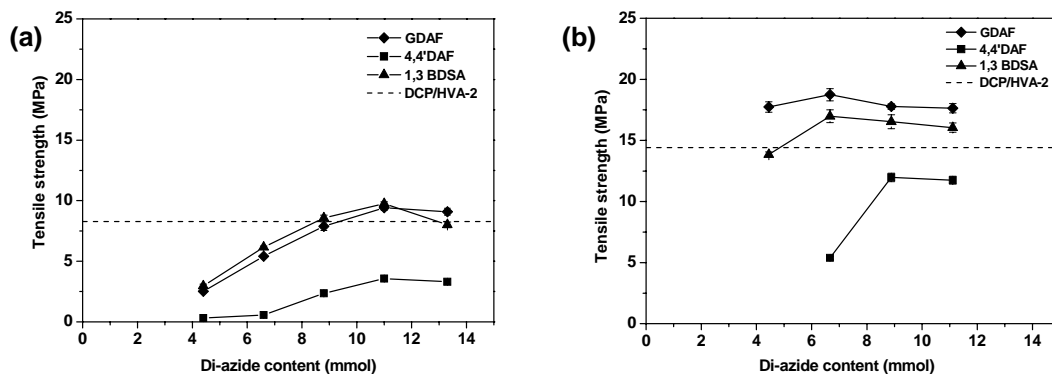 (a)
Tensile strength (MPa)
25
20
15
10
5
0
0 2 4 6 8 10 12 14
Di-azide content (mmol)
GDAF
4,4'DAF
1,3 BDSA
DCP/HVA-2
(b)
Tensile strength (MPa)
25
20
15
10
5
0
0 2 4 6 8 10 12 14
Di-azide content (mmol)
GDAF
4,4'DAF
1,3 BDSA
DCP/HVA-2